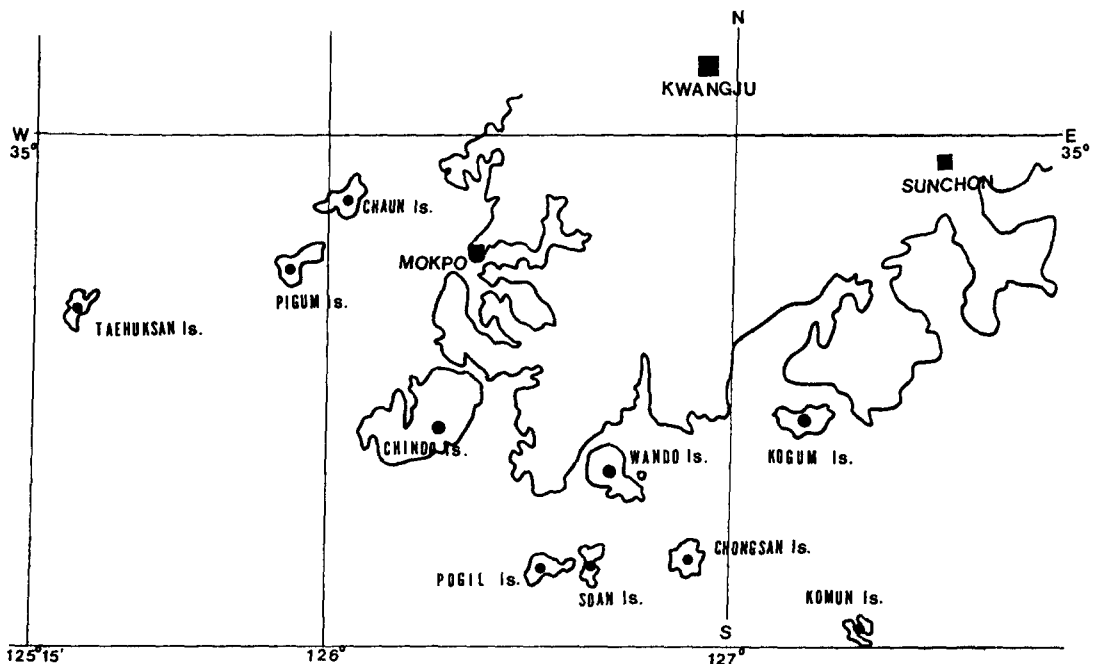 N
KWANGJU
W
35°
E
35°
SUNCHON
CHAUN Is.
MOKPO
PIGUM Is.
TAEHUKSAN Is.
CHINDO Is.
WANDO Is.
KOGUM Is.
CHONGSAN Is.
POGIL Is.
SOAN Is.
KOMUN Is.
S
125°15'
126°
127°